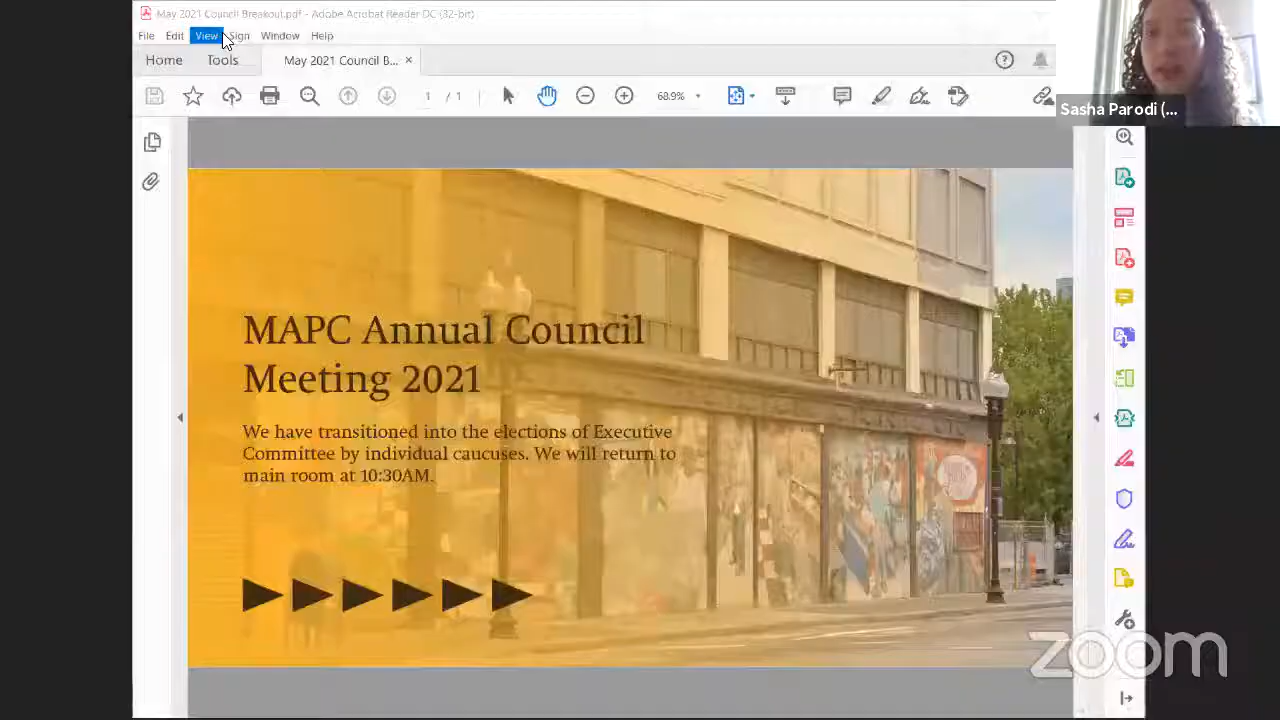 May 2021 Council Breakout.pdf - Adobe Acrobat Reader DC (32-bit)
File Edit View Sign Window Help
Home Tools May 2021 Council B... ×
1 / 1 68.9%
Sasha Parodi (...
MAPC Annual Council
Meeting 2021
We have transitioned into the elections of Executive
Committee by individual caucuses. We will return to
main room at 10:30AM.
zoom